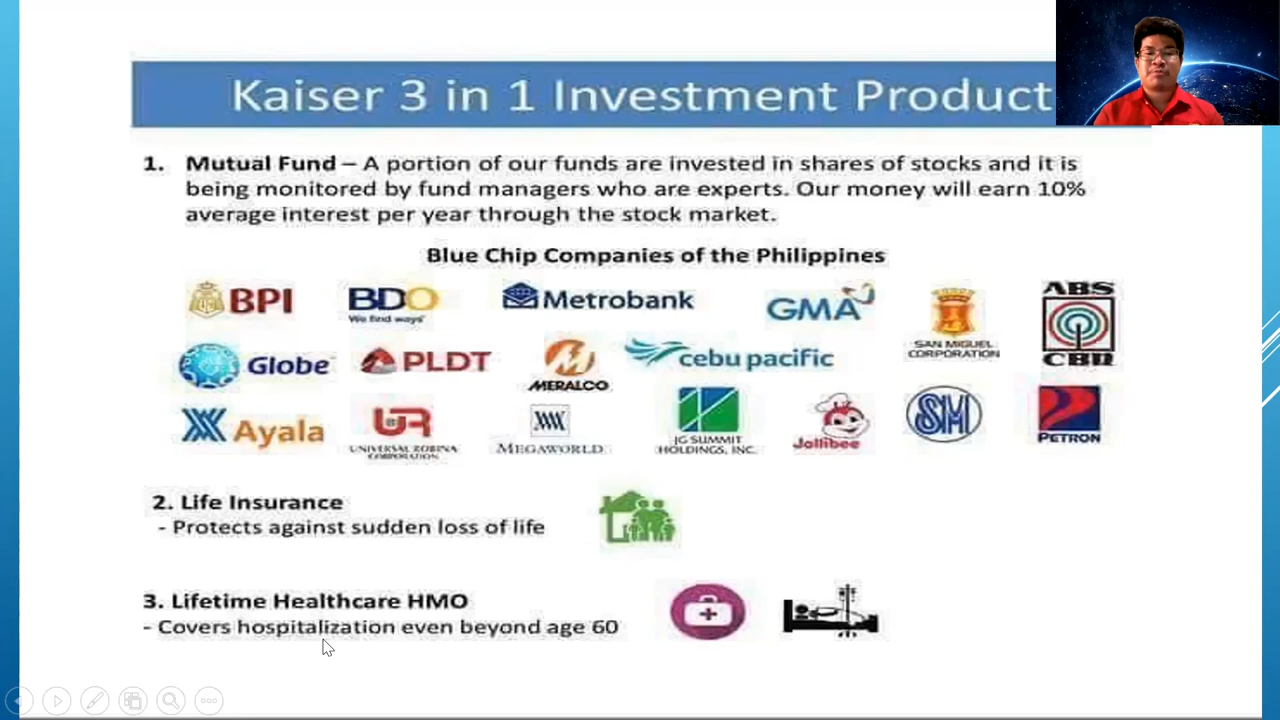 Kaiser 3 in 1 Investment Product
1. Mutual Fund – A portion of our funds are invested in shares of stocks and it is
being monitored by fund managers who are experts. Our money will earn 10%
average interest per year through the stock market.
Blue Chip Companies of the Philippines
BPI BDO Metrobank GMA
We find ways
SAN MIGUEL
CORPORATION
ABS
CBN
Globe PLDT MERALCO cebu pacific
Ayala UNIVERSAL ROBINA
CORPORATION
MEGAWORLD
JG SUMMIT
HOLDINGS, INC.
Jollibee SM PETRON
2. Life Insurance
- Protects against sudden loss of life
3. Lifetime Healthcare HMO
- Covers hospitalization even beyond age 60